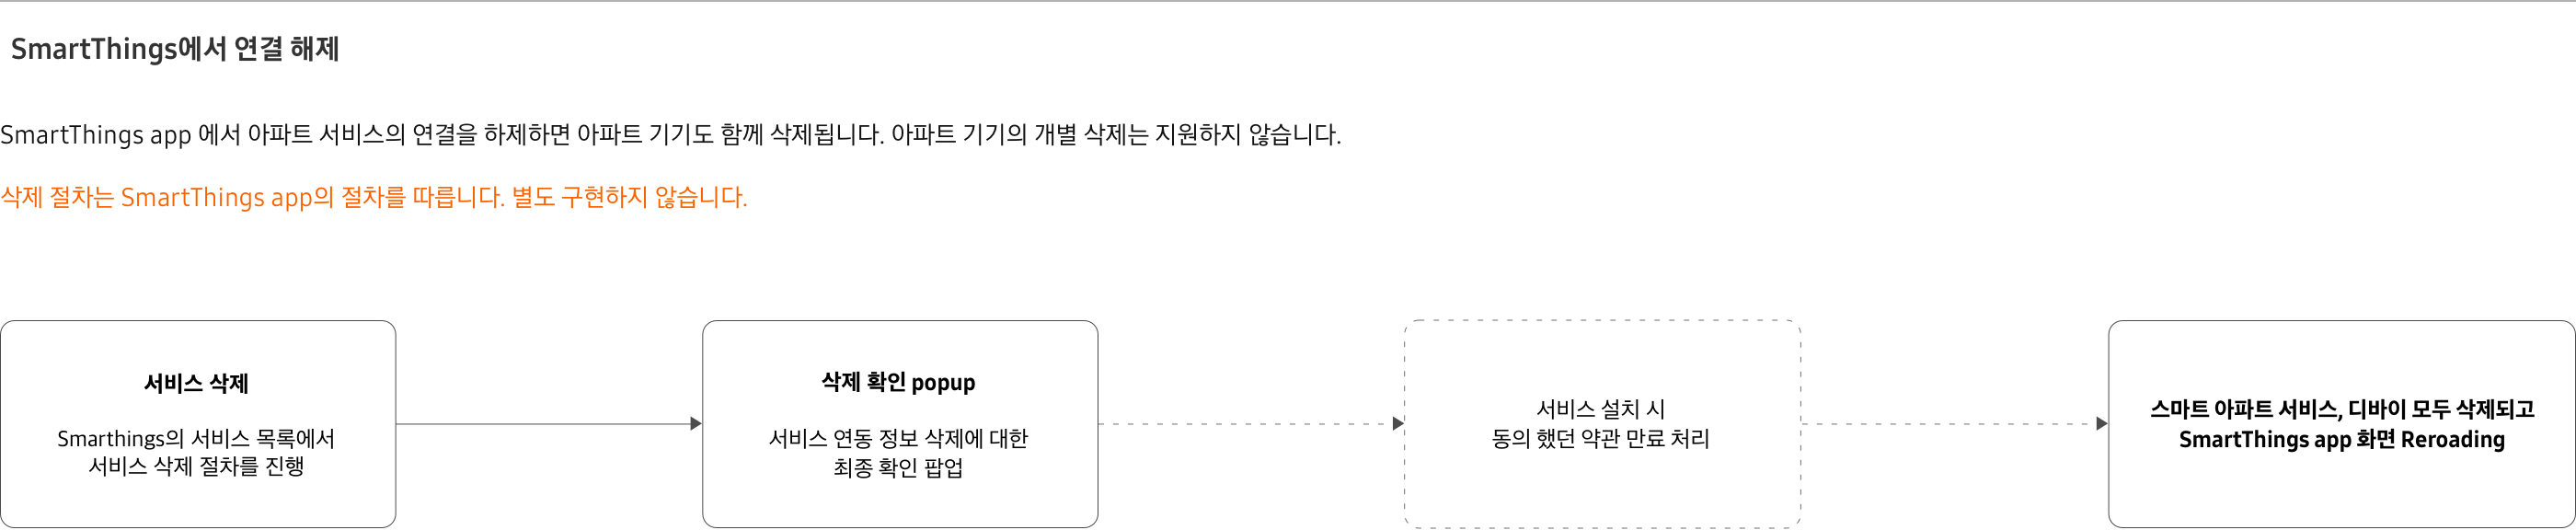 SmartThings에서 연결 해제
SmartThings app 에서 아파트 서비스의 연결을 하제하면 아파트 기기도 함께 삭제됩니다. 아파트 기기의 개별 삭제는 지원하지 않습니다.
삭제 절차는 SmartThings app의 절차를 따릅니다. 별도 구현하지 않습니다.
서비스 삭제
Smarthings의 서비스 목록에서
서비스 삭제 절차를 진행
삭제 확인 popup
서비스 연동 정보 삭제에 대한
최종 확인 팝업
서비스 설치 시
동의 했던 약관 만료 처리
스마트 아파트 서비스, 디바이 모두 삭제되고
SmartThings app 화면 Reroading